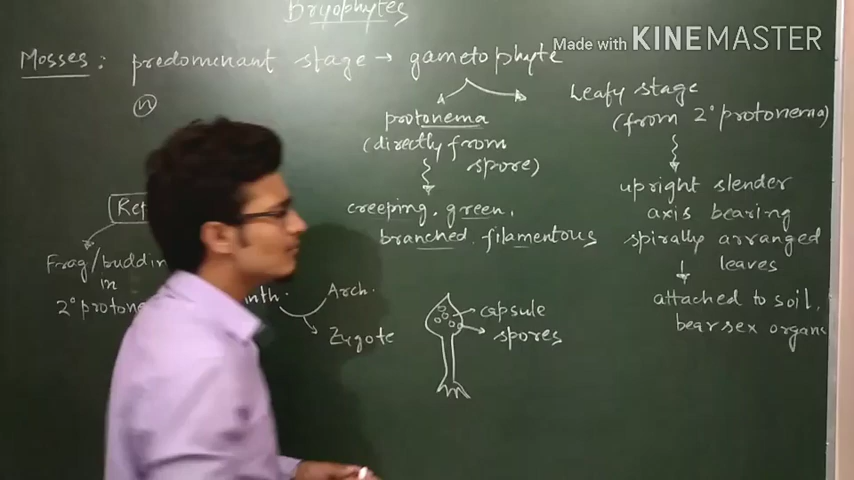 Bryophytes
Made with KINEMASTER
Mosses: predominant stage → gametophyte
n
protonema
(directly from
spore)
creeping, green,
branched, filamentous
Leafy stage
(from 2° protonema)
upright slender
axis bearing
spirally arranged
leaves
attached to soil,
bear sex organs
Frag/budding
in
2°
Arch.
Zygote
capsule
spores